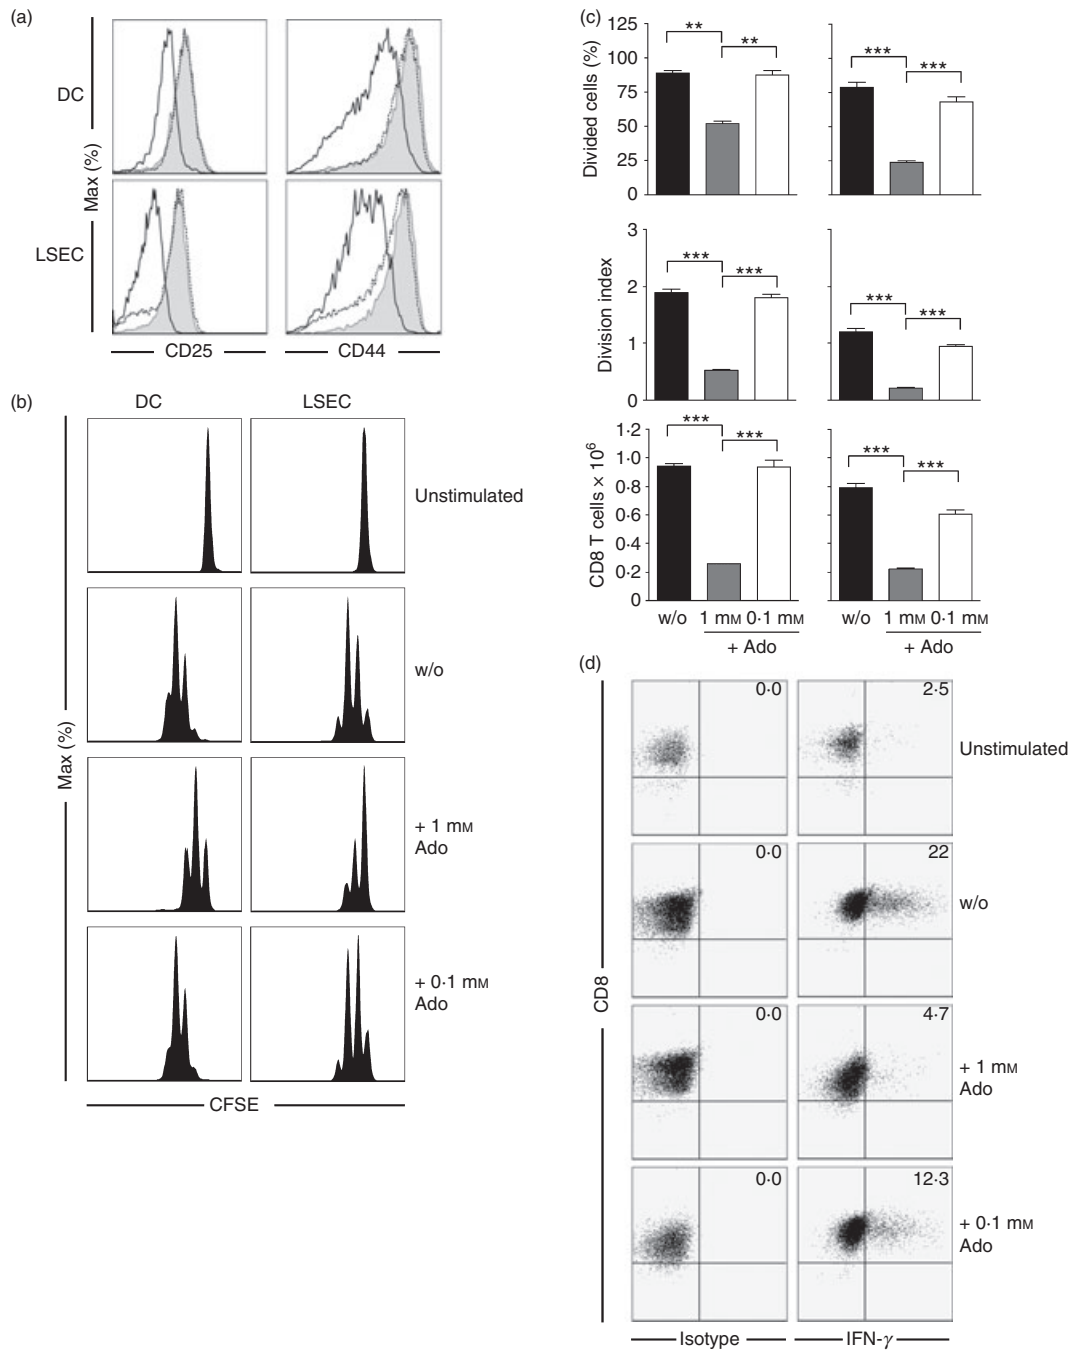 (a)
DC
LSEC
Max (%)
CD25
CD44
(b)
DC
LSEC
Unstimulated
w/o
+ 1 mM
Ado
+ 0·1 mM
Ado
Max (%)
CFSE
(c)
Divided cells (%)
125
100
75
50
25
0
**
**
***
***
Division index
3
2
1
0
***
***
***
***
CD8 T cells × 10⁶
1·2
1·0
0·8
0·6
0·4
0·2
0
***
***
***
***
w/o
1 mM
0·1 mM
+ Ado
w/o
1 mM
0·1 mM
+ Ado
(d)
0·0
2·5
Unstimulated
0·0
22
w/o
0·0
4·7
+ 1 mM
Ado
0·0
12·3
+ 0·1 mM
Ado
CD8
Isotype
IFN-γ